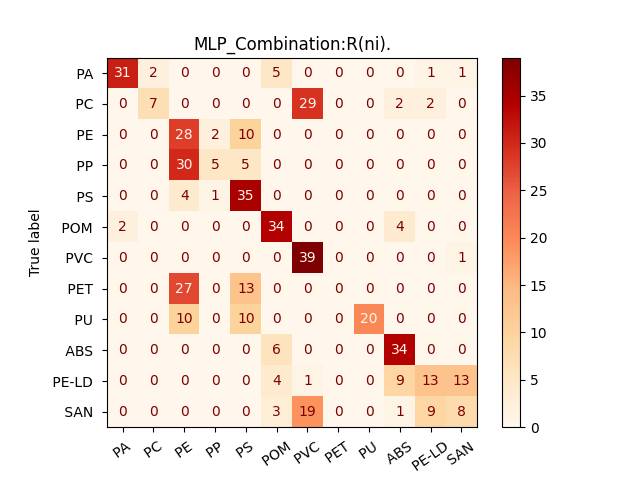 MLP_Combination:R(ni).
True label
PA 31 2 0 0 0 5 0 0 0 0 1 1
PC 0 7 0 0 0 0 29 0 0 2 2 0
PE 0 0 28 2 10 0 0 0 0 0 0 0
PP 0 0 30 5 5 0 0 0 0 0 0 0
PS 0 0 4 1 35 0 0 0 0 0 0 0
POM 2 0 0 0 0 34 0 0 0 4 0 0
PVC 0 0 0 0 0 0 39 0 0 0 0 1
PET 0 0 27 0 13 0 0 0 0 0 0 0
PU 0 0 10 0 10 0 0 0 20 0 0 0
ABS 0 0 0 0 0 6 0 0 0 34 0 0
PE-LD 0 0 0 0 0 4 1 0 0 9 13 13
SAN 0 0 0 0 0 3 19 0 0 1 9 8
PA PC PE PP PS POM PVC PET PU ABS PE-LD SAN
35
30
25
20
15
10
5
0